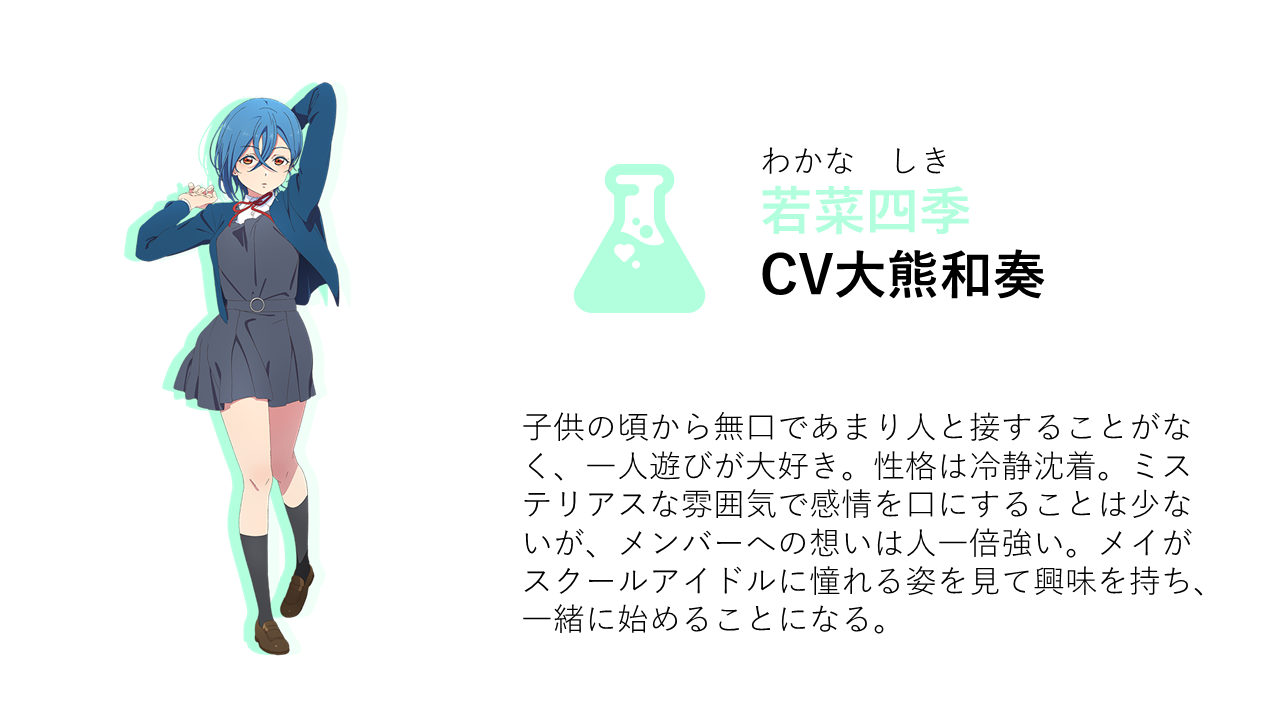 わかな　しき
若菜四季
CV大熊和奏
子供の頃から無口であまり人と接することがな
く、一人遊びが大好き。性格は冷静沈着。ミス
テリアスな雰囲気で感情を口にすることは少な
いが、メンバーへの想いは人一倍強い。メイが
スクールアイドルに憧れる姿を見て興味を持ち、
一緒に始めることになる。